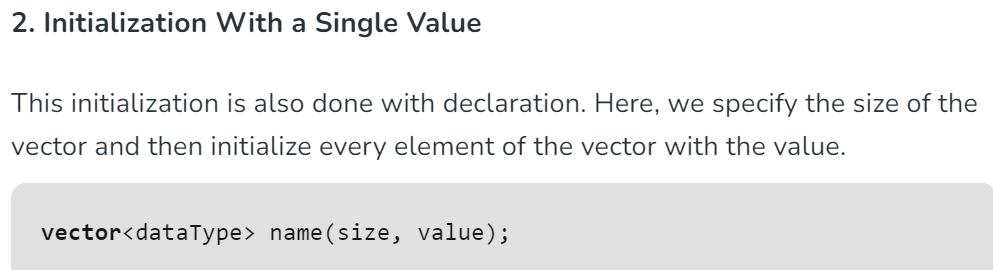 2. Initialization With a Single Value
This initialization is also done with declaration. Here, we specify the size of the
vector and then initialize every element of the vector with the value.
vector<dataType> name(size, value);